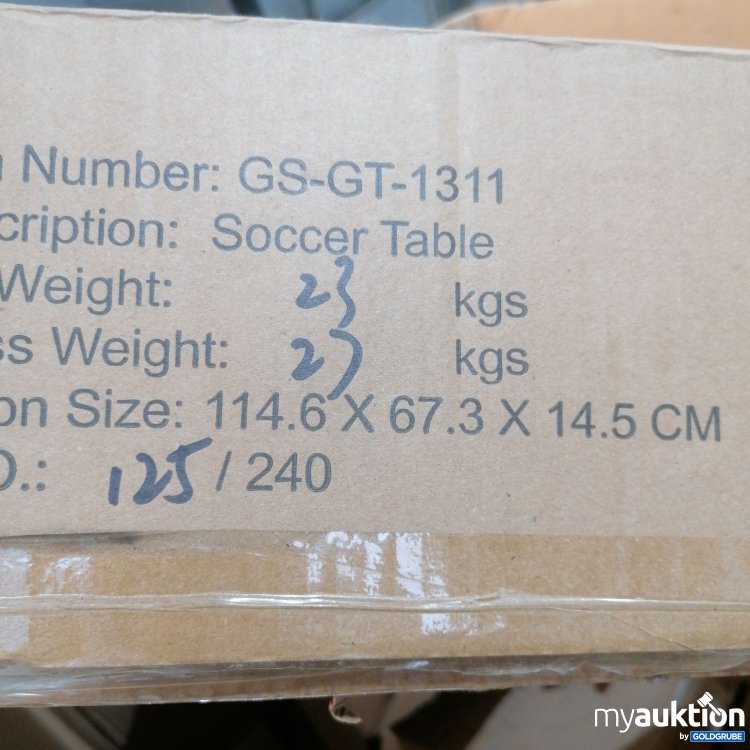 Number: GS-GT-1311
cription: Soccer Table
Weight: 23 kgs
ss Weight: 27 kgs
on Size: 114.6 X 67.3 X 14.5 CM
O.: 125 / 240
myauktion
by GOLDGRUBE